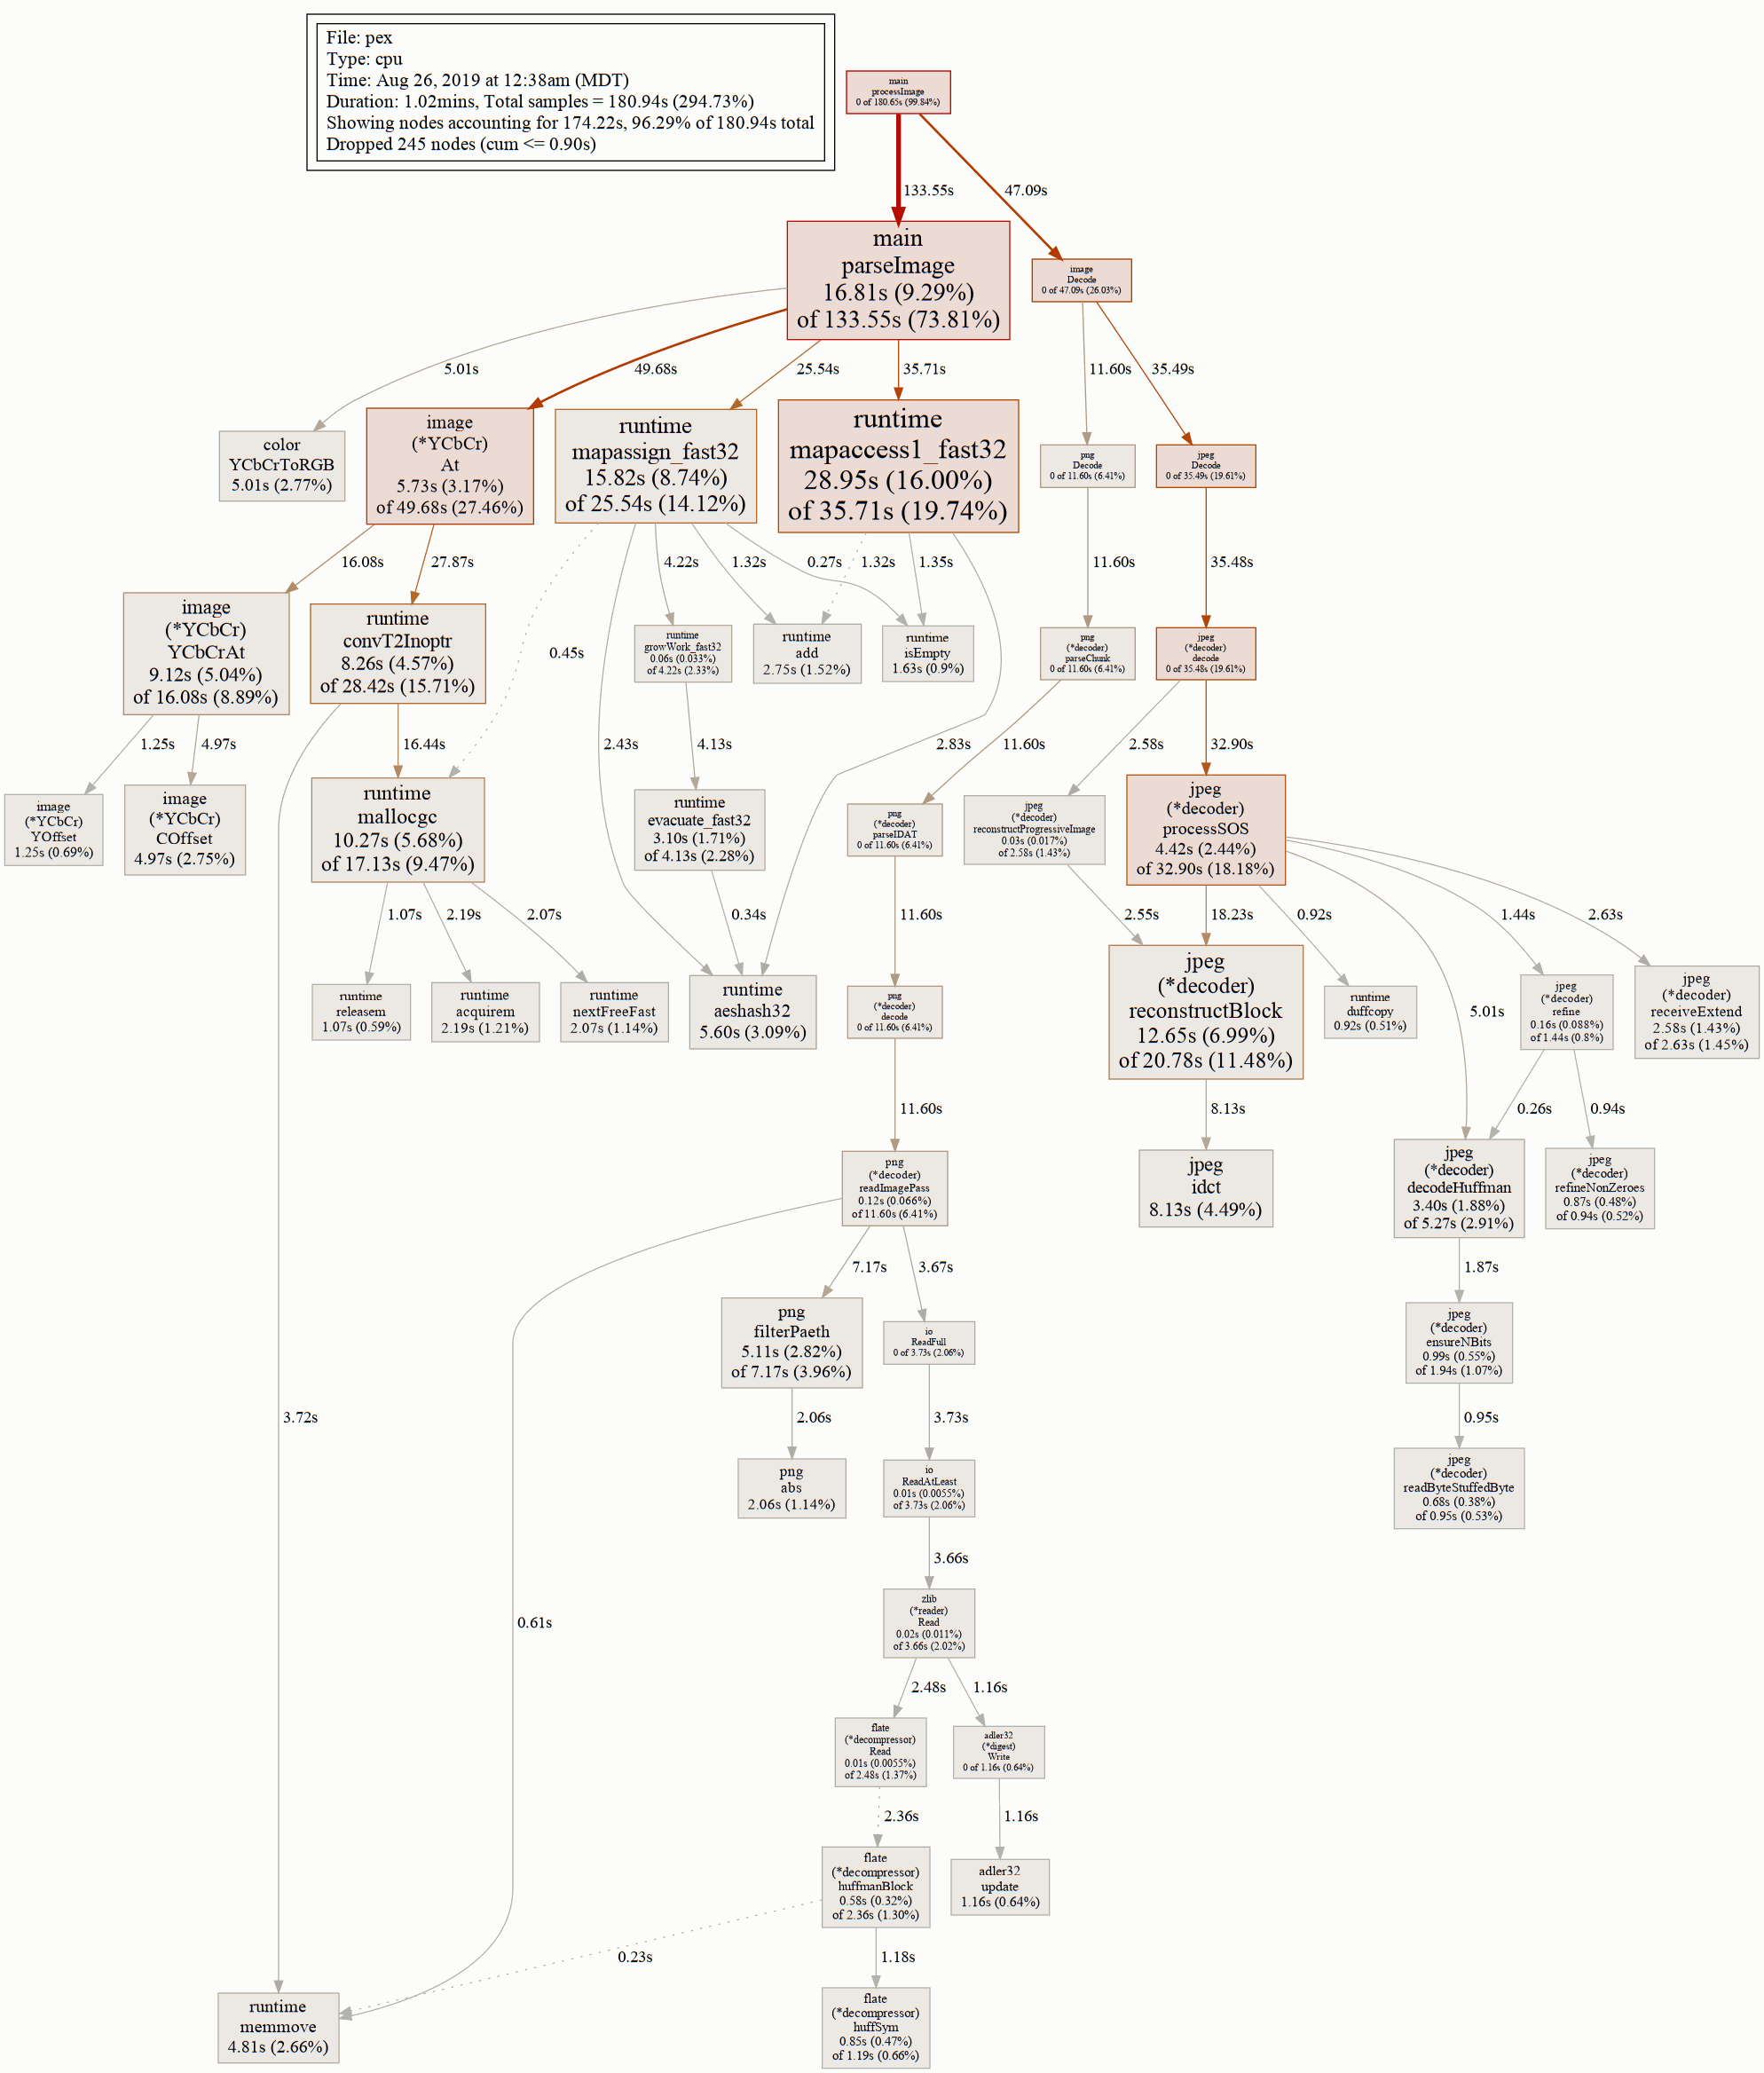 File: pex
Type: cpu
Time: Aug 26, 2019 at 12:38am (MDT)
Duration: 1.02mins, Total samples = 180.94s (294.73%)
Showing nodes accounting for 174.22s, 96.29% of 180.94s total
Dropped 245 nodes (cum <= 0.90s)
main
processImage
0 of 180.65s (99.84%)
133.55s
47.09s
main
parseImage
16.81s (9.29%)
of 133.55s (73.81%)
image
Decode
0 of 47.09s (26.03%)
5.01s
49.68s
25.54s
35.71s
11.60s
35.49s
color
YCbCrToRGB
5.01s (2.77%)
image
(*YCbCr)
At
5.73s (3.17%)
of 49.68s (27.46%)
runtime
mapassign_fast32
15.82s (8.74%)
of 25.54s (14.12%)
runtime
mapaccess1_fast32
28.95s (16.00%)
of 35.71s (19.74%)
png
Decode
0 of 11.60s (6.41%)
jpeg
Decode
0 of 35.49s (19.61%)
16.08s
27.87s
0.45s
4.22s
1.32s
0.27s
1.32s
1.35s
11.60s
35.48s
image
(*YCbCr)
YCbCrAt
9.12s (5.04%)
of 16.08s (8.89%)
runtime
convT2Inoptr
8.26s (4.57%)
of 28.42s (15.71%)
runtime
growWork_fast32
0.06s (0.033%)
of 4.22s (2.33%)
runtime
add
2.75s (1.52%)
runtime
isEmpty
1.63s (0.9%)
png
(*decoder)
parseChunk
0 of 11.60s (6.41%)
jpeg
(*decoder)
decode
0 of 35.48s (19.61%)
1.25s
4.97s
16.44s
2.43s
4.13s
2.83s
11.60s
2.58s
32.90s
image
(*YCbCr)
YOffset
1.25s (0.69%)
image
(*YCbCr)
COffset
4.97s (2.75%)
runtime
mallocgc
10.27s (5.68%)
of 17.13s (9.47%)
runtime
evacuate_fast32
3.10s (1.71%)
of 4.13s (2.28%)
png
(*decoder)
parseIDAT
0 of 11.60s (6.41%)
jpeg
(*decoder)
reconstructProgressiveImage
0.03s (0.017%)
of 2.58s (1.43%)
jpeg
(*decoder)
processSOS
4.42s (2.44%)
of 32.90s (18.18%)
1.07s
2.19s
2.07s
0.34s
11.60s
2.55s
18.23s
0.92s
5.01s
1.44s
2.63s
runtime
releasem
1.07s (0.59%)
runtime
acquirem
2.19s (1.21%)
runtime
nextFreeFast
2.07s (1.14%)
runtime
aeshash32
5.60s (3.09%)
png
(*decoder)
decode
0 of 11.60s (6.41%)
jpeg
(*decoder)
reconstructBlock
12.65s (6.99%)
of 20.78s (11.48%)
runtime
duffcopy
0.92s (0.51%)
jpeg
(*decoder)
refine
0.16s (0.088%)
of 1.44s (0.8%)
jpeg
(*decoder)
receiveExtend
2.58s (1.43%)
of 2.63s (1.45%)
11.60s
8.13s
0.26s
0.94s
png
(*decoder)
readImagePass
0.12s (0.066%)
of 11.60s (6.41%)
jpeg
idct
8.13s (4.49%)
jpeg
(*decoder)
decodeHuffman
3.40s (1.88%)
of 5.27s (2.91%)
jpeg
(*decoder)
refineNonZeroes
0.87s (0.48%)
of 0.94s (0.52%)
7.17s
3.67s
1.87s
png
filterPaeth
5.11s (2.82%)
of 7.17s (3.96%)
io
ReadFull
0 of 3.73s (2.06%)
jpeg
(*decoder)
ensureNBits
0.99s (0.55%)
of 1.94s (1.07%)
3.72s
2.06s
3.73s
0.95s
png
abs
2.06s (1.14%)
io
ReadAtLeast
0.01s (0.0055%)
of 3.73s (2.06%)
jpeg
(*decoder)
readByteStuffedByte
0.68s (0.38%)
of 0.95s (0.53%)
3.66s
0.61s
zlib
(*reader)
Read
0.02s (0.011%)
of 3.66s (2.02%)
2.48s
1.16s
flate
(*decompressor)
Read
0.01s (0.0055%)
of 2.48s (1.37%)
adler32
(*digest)
Write
0 of 1.16s (0.64%)
2.36s
1.16s
flate
(*decompressor)
huffmanBlock
0.58s (0.32%)
of 2.36s (1.30%)
adler32
update
1.16s (0.64%)
0.23s
1.18s
runtime
memmove
4.81s (2.66%)
flate
(*decompressor)
huffSym
0.85s (0.47%)
of 1.19s (0.66%)